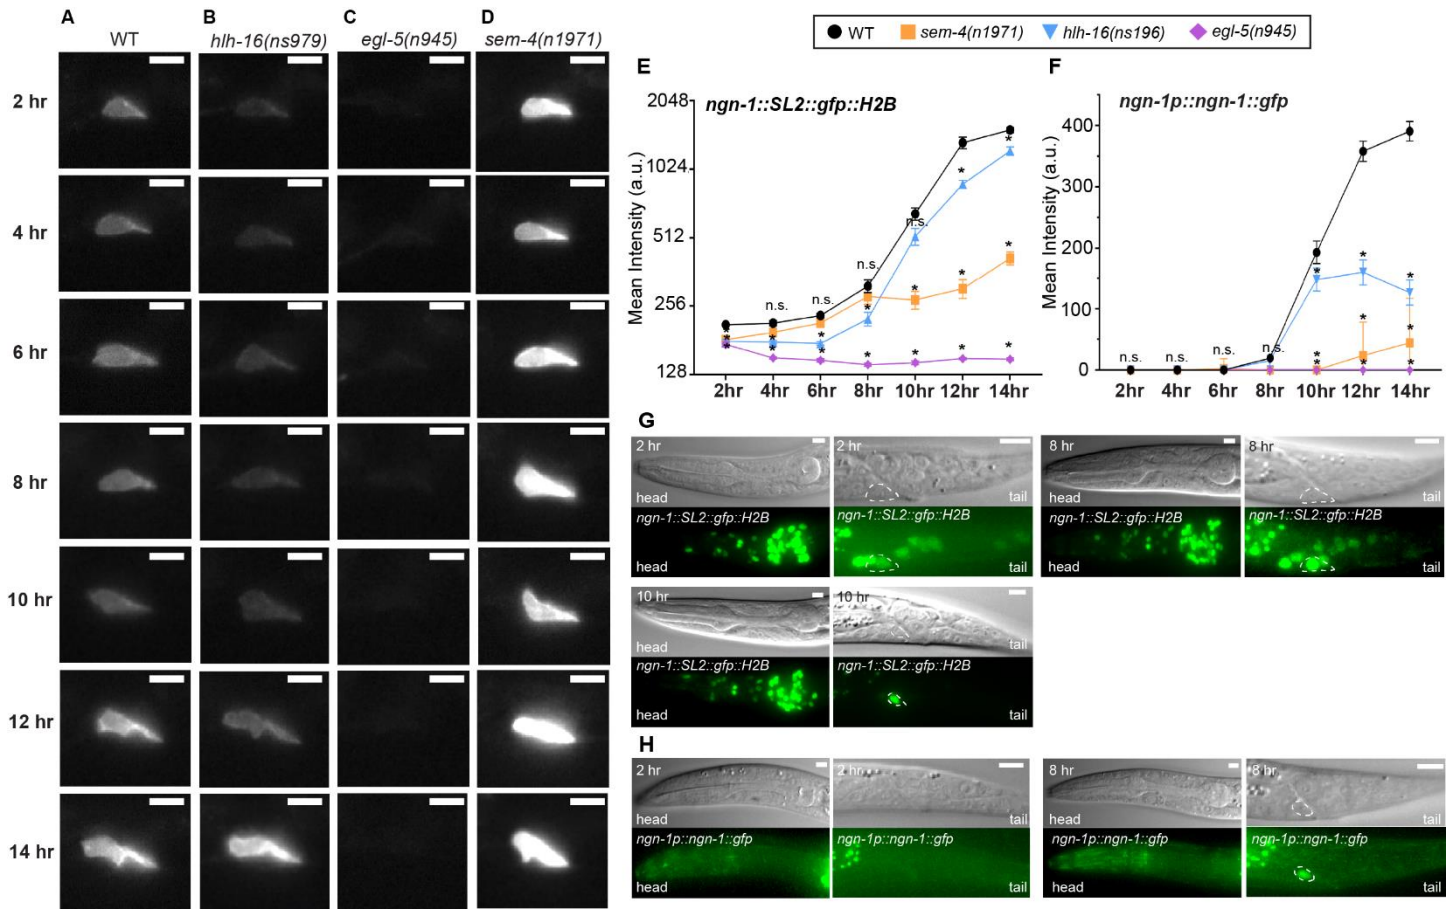 A
B
C
D
WT
hlh-16(ns979)
egl-5(n945)
sem-4(n1971)
2 hr
4 hr
6 hr
8 hr
10 hr
12 hr
14 hr
WT sem-4(n1971) hlh-16(ns196) egl-5(n945)
E
ngn-1::SL2::gfp::H2B
Mean Intensity (a.u.)
2048
1024
512
256
128
n.s.
n.s.
n.s.
n.s.
* * * * * * * * * * * * * * * * * *
2hr 4hr 6hr 8hr 10hr 12hr 14hr
F
ngn-1p::ngn-1::gfp
Mean Intensity (a.u.)
400
300
200
100
0
n.s. n.s. n.s. n.s.
* * * * * * * * *
2hr 4hr 6hr 8hr 10hr 12hr 14hr
G
2 hr
head
2 hr
tail
8 hr
head
8 hr
tail
ngn-1::SL2::gfp::H2B
head
ngn-1::SL2::gfp::H2B
tail
ngn-1::SL2::gfp::H2B
head
ngn-1::SL2::gfp::H2B
tail
10 hr
head
10 hr
tail
ngn-1::SL2::gfp::H2B
head
ngn-1::SL2::gfp::H2B
tail
H
2 hr
head
2 hr
tail
8 hr
head
8 hr
tail
ngn-1p::ngn-1::gfp
head
ngn-1p::ngn-1::gfp
tail
ngn-1p::ngn-1::gfp
head
ngn-1p::ngn-1::gfp
tail